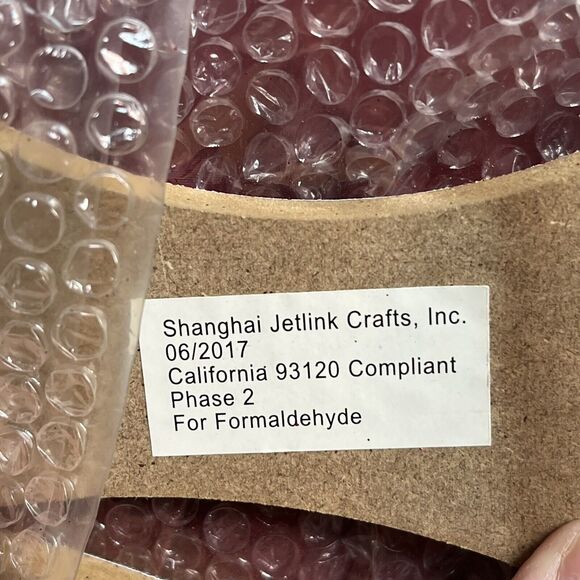 Shanghai Jetlink Crafts, Inc.
06/2017
California 93120 Compliant
Phase 2
For Formaldehyde